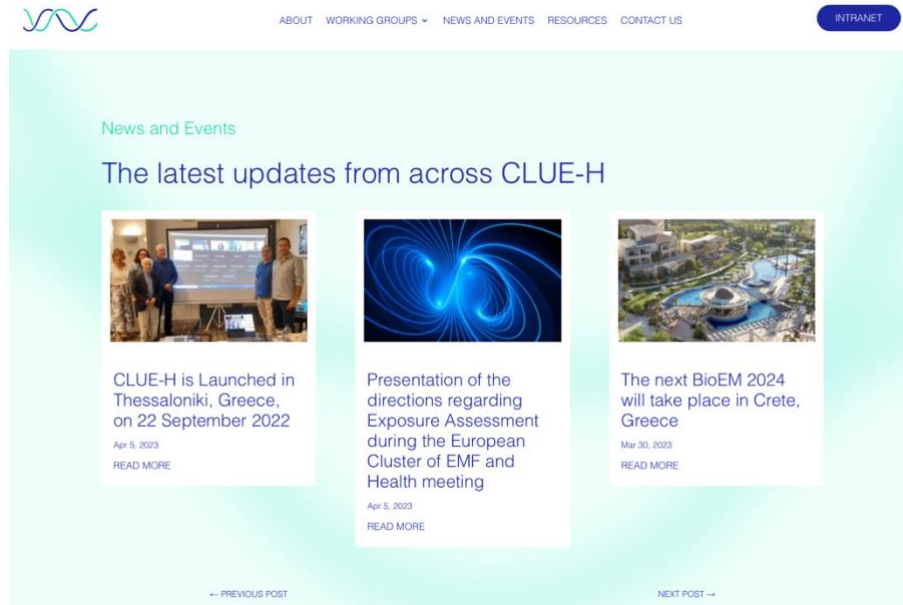 ABOUT WORKING GROUPS NEWS AND EVENTS RESOURCES CONTACT US INTRANET
News and Events
The latest updates from across CLUE-H
CLUE-H is Launched in
Thessaloniki, Greece,
on 22 September 2022
Apr 5, 2023
READ MORE
Presentation of the
directions regarding
Exposure Assessment
during the European
Cluster of EMF and
Health meeting
Apr 5, 2023
READ MORE
The next BioEM 2024
will take place in Crete,
Greece
Mar 30, 2023
READ MORE
← PREVIOUS POST NEXT POST →